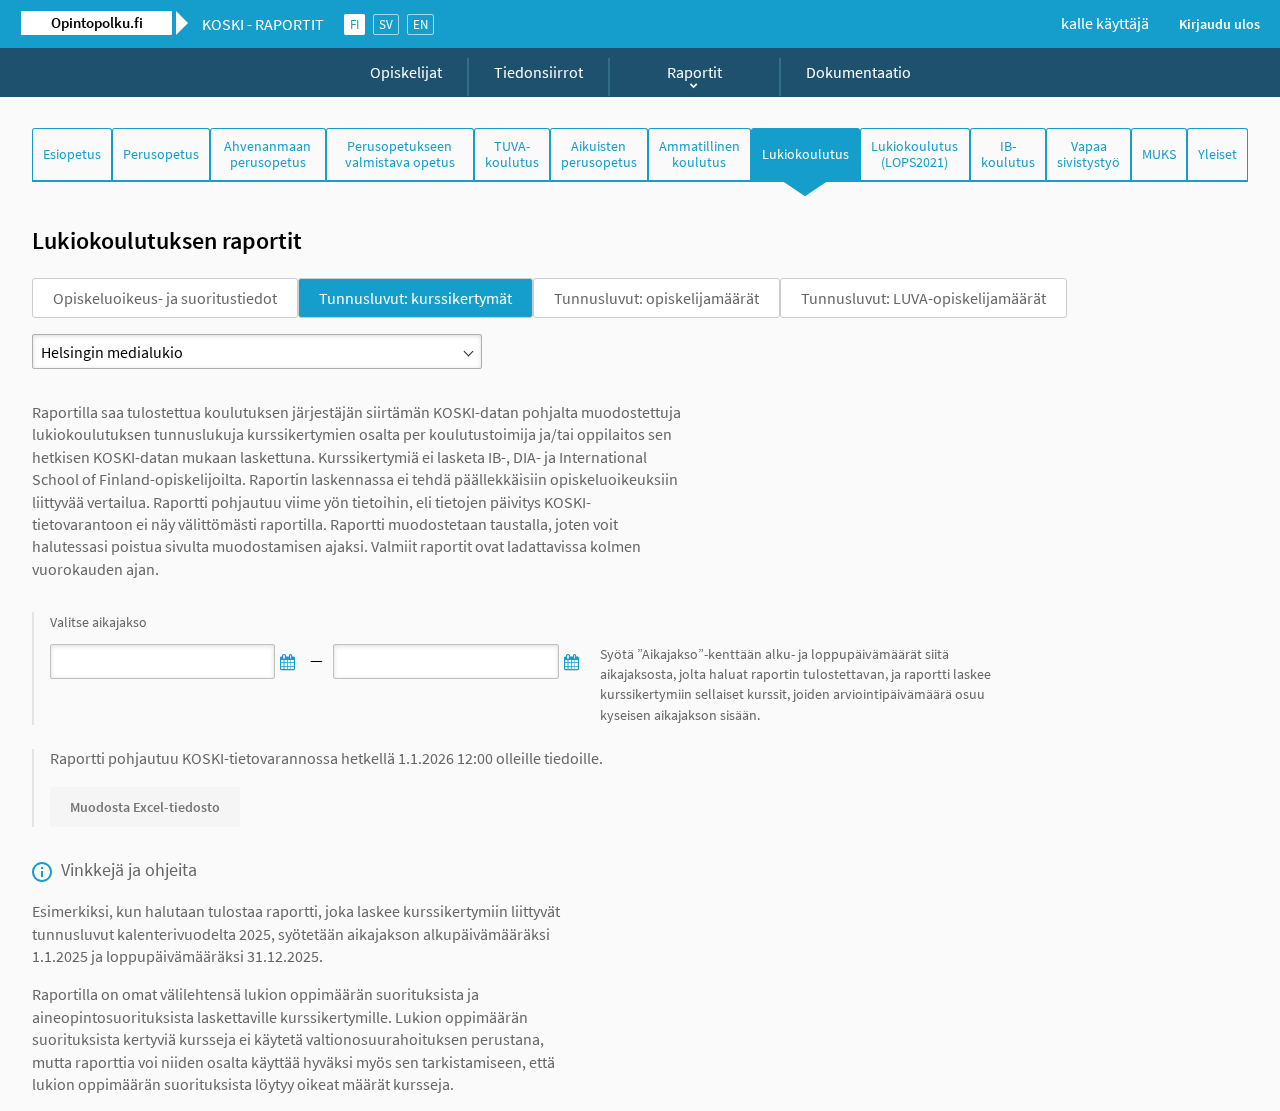 Opintopolku.fi
KOSKI - RAPORTIT
FI
SV
EN
kalle käyttäjä
Kirjaudu ulos
Opiskelijat
Tiedonsiirrot
Raportit
Dokumentaatio
Esiopetus
Perusopetus
Ahvenanmaan
perusopetus
Perusopetukseen
valmistava opetus
TUVA-
koulutus
Aikuisten
perusopetus
Ammatillinen
koulutus
Lukiokoulutus
Lukiokoulutus
(LOPS2021)
IB-
koulutus
Vapaa
sivistystyö
MUKS
Yleiset
Lukiokoulutuksen raportit
Opiskeluoikeus- ja suoritustiedot
Tunnusluvut: kurssikertymät
Tunnusluvut: opiskelijamäärät
Tunnusluvut: LUVA-opiskelijamäärät
Helsingin medialukio
Raportilla saa tulostettua koulutuksen järjestäjän siirtämän KOSKI-datan pohjalta muodostettuja
lukiokoulutuksen tunnuslukuja kurssikertymien osalta per koulutustoimija ja/tai oppilaitos sen
hetkisen KOSKI-datan mukaan laskettuna. Kurssikertymiä ei lasketa IB-, DIA- ja International
School of Finland-opiskelijoilta. Raportin laskennassa ei tehdä päällekkäisiin opiskeluoikeuksiin
liittyvää vertailua. Raportti pohjautuu viime yön tietoihin, eli tietojen päivitys KOSKI-
tietovarantoon ei näy välittömästi raportilla. Raportti muodostetaan taustalla, joten voit
halutessasi poistua sivulta muodostamisen ajaksi. Valmiit raportit ovat ladattavissa kolmen
vuorokauden ajan.
Valitse aikajakso
—
Syötä ”Aikajakso”-kenttään alku- ja loppupäivämäärät siitä
aikajaksosta, jolta haluat raportin tulostettavan, ja raportti laskee
kurssikertymiin sellaiset kurssit, joiden arviointipäivämäärä osuu
kyseisen aikajakson sisään.
Raportti pohjautuu KOSKI-tietovarannossa hetkellä 1.1.2026 12:00 olleille tiedoille.
Muodosta Excel-tiedosto
Vinkkejä ja ohjeita
Esimerkiksi, kun halutaan tulostaa raportti, joka laskee kurssikertymiin liittyvät
tunnusluvut kalenterivuodelta 2025, syötetään aikajakson alkupäivämääräksi
1.1.2025 ja loppupäivämääräksi 31.12.2025.
Raportilla on omat välilehtensä lukion oppimäärän suorituksista ja
aineopintosuorituksista laskettaville kurssikertymille. Lukion oppimäärän
suorituksista kertyviä kursseja ei käytetä valtionosuurahoituksen perustana,
mutta raporttia voi niiden osalta käyttää hyväksi myös sen tarkistamiseen, että
lukion oppimäärän suorituksista löytyy oikeat määrät kursseja.